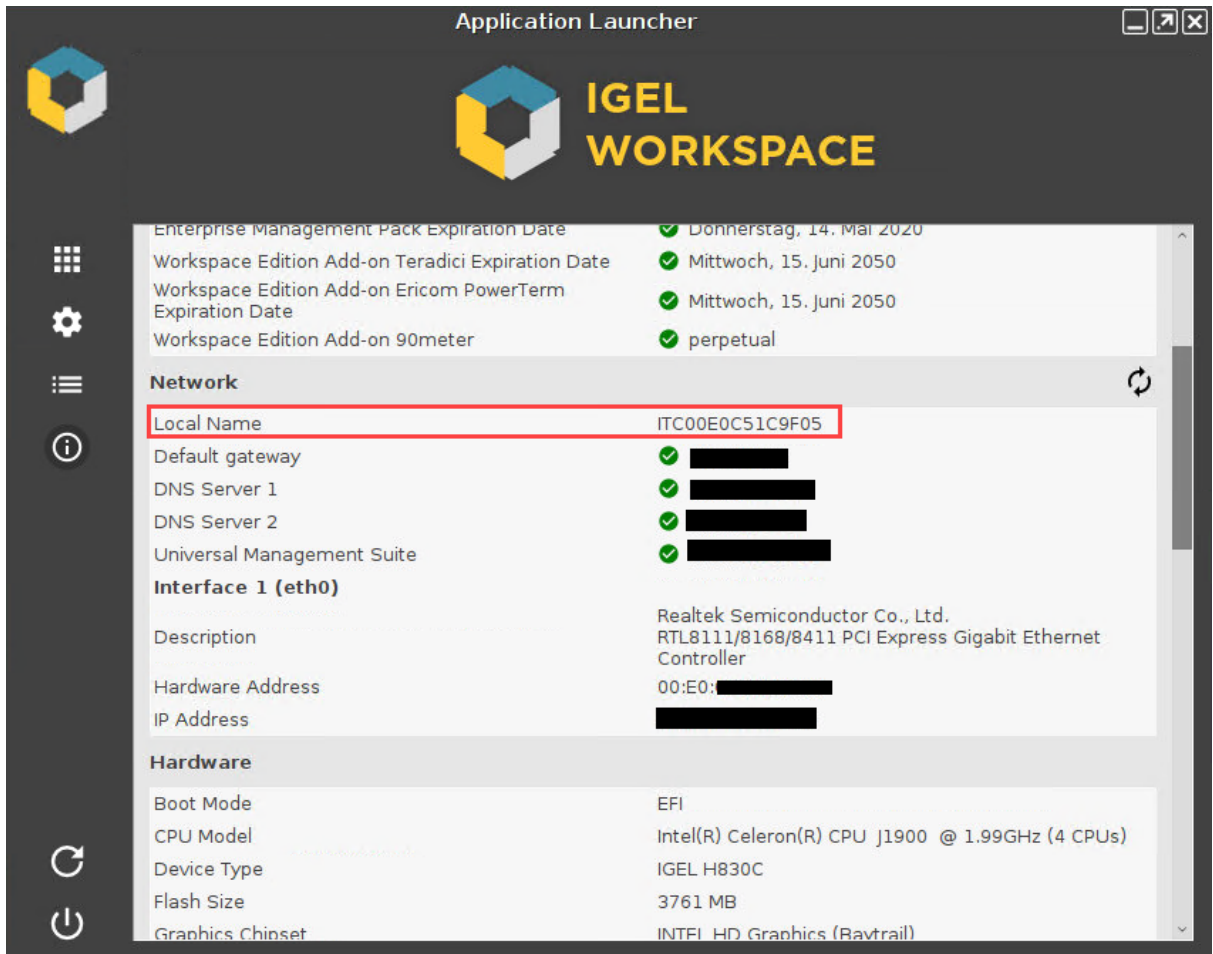 Application Launcher
IGEL
WORKSPACE
Enterprise Management Pack Expiration Date Donnerstag, 14. Mai 2020
Workspace Edition Add-on Teradici Expiration Date Mittwoch, 15. Juni 2050
Workspace Edition Add-on Ericom PowerTerm
Expiration Date Mittwoch, 15. Juni 2050
Workspace Edition Add-on 90meter perpetual
Network
Local Name ITC00E0C51C9F05
Default gateway
DNS Server 1
DNS Server 2
Universal Management Suite
Interface 1 (eth0)
Description Realtek Semiconductor Co., Ltd.
RTL8111/8168/8411 PCI Express Gigabit Ethernet
Controller
Hardware Address 00:E0:
IP Address
Hardware
Boot Mode EFI
CPU Model Intel(R) Celeron(R) CPU J1900 @ 1.99GHz (4 CPUs)
Device Type IGEL H830C
Flash Size 3761 MB
Graphics Chipset INTEL HD Graphics (Baytrail)